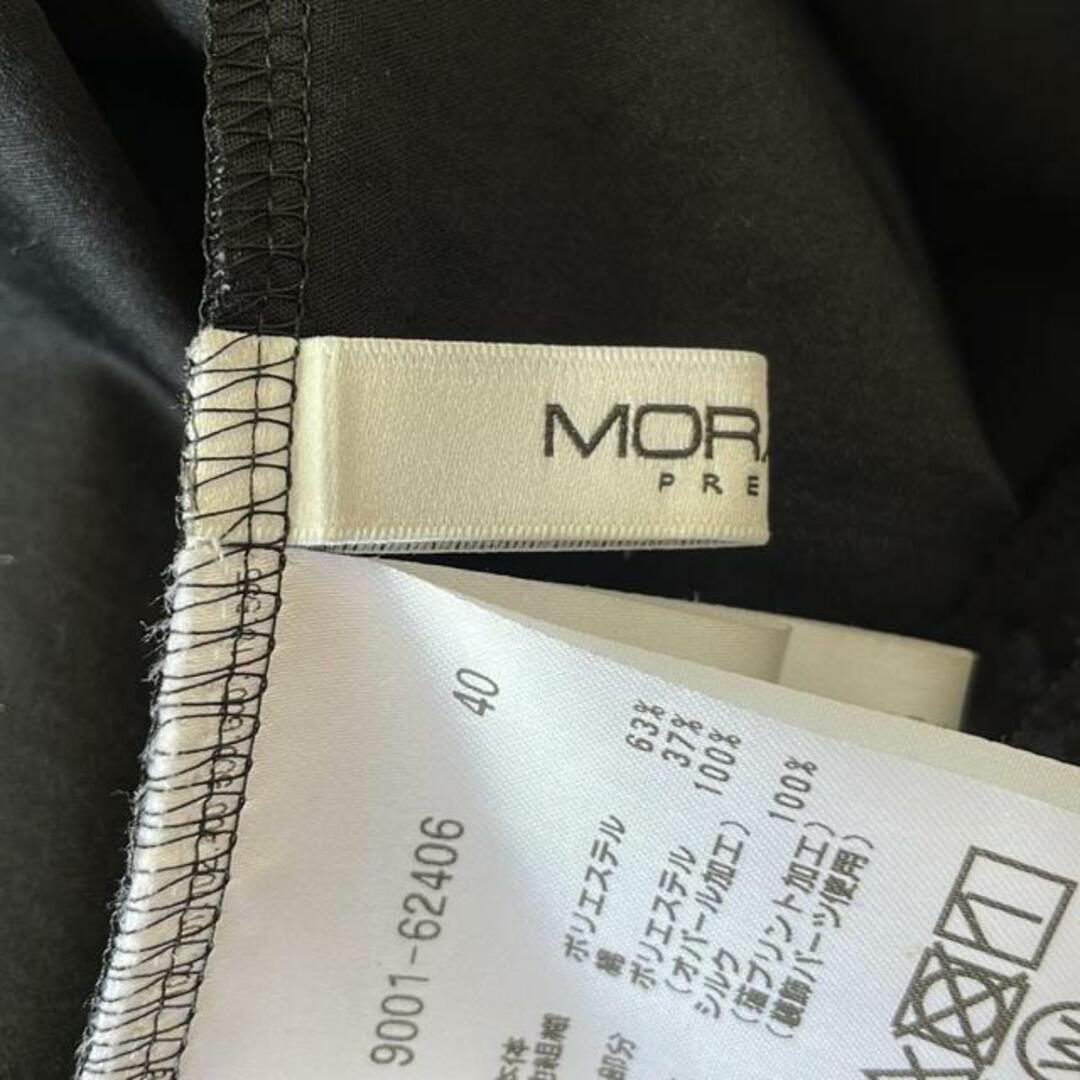 MOR
PRE
40
9001-62406
ポリエステル 63%
綿 37%
ポリエステル 100%
(オパール加工)
シルク 100%
(箔プリント加工)
(装飾パーツ使用)
部分
W